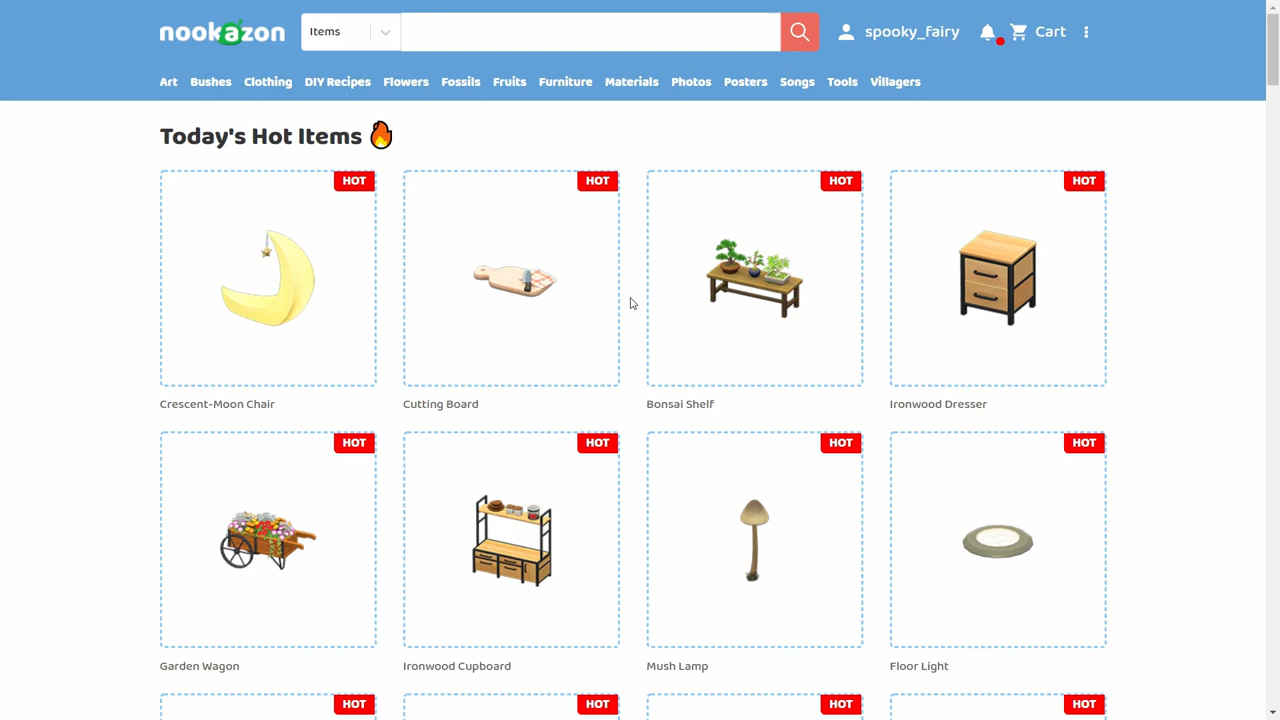 nookazon
Items
spooky_fairy
Cart
Art Bushes Clothing DIY Recipes Flowers Fossils Fruits Furniture Materials Photos Posters Songs Tools Villagers
Today's Hot Items
HOT HOT HOT HOT
Crescent-Moon Chair Cutting Board Bonsai Shelf Ironwood Dresser
HOT HOT HOT HOT
Garden Wagon Ironwood Cupboard Mush Lamp Floor Light
HOT HOT HOT HOT